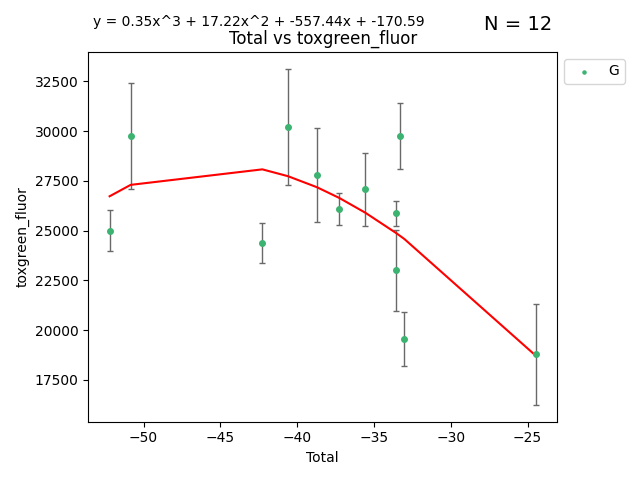 y = 0.35x^3 + 17.22x^2 + -557.44x + -170.59
N = 12
Total vs toxgreen_fluor
G
toxgreen_fluor
32500
30000
27500
25000
22500
20000
17500
−50
−45
−40
−35
−30
−25
Total